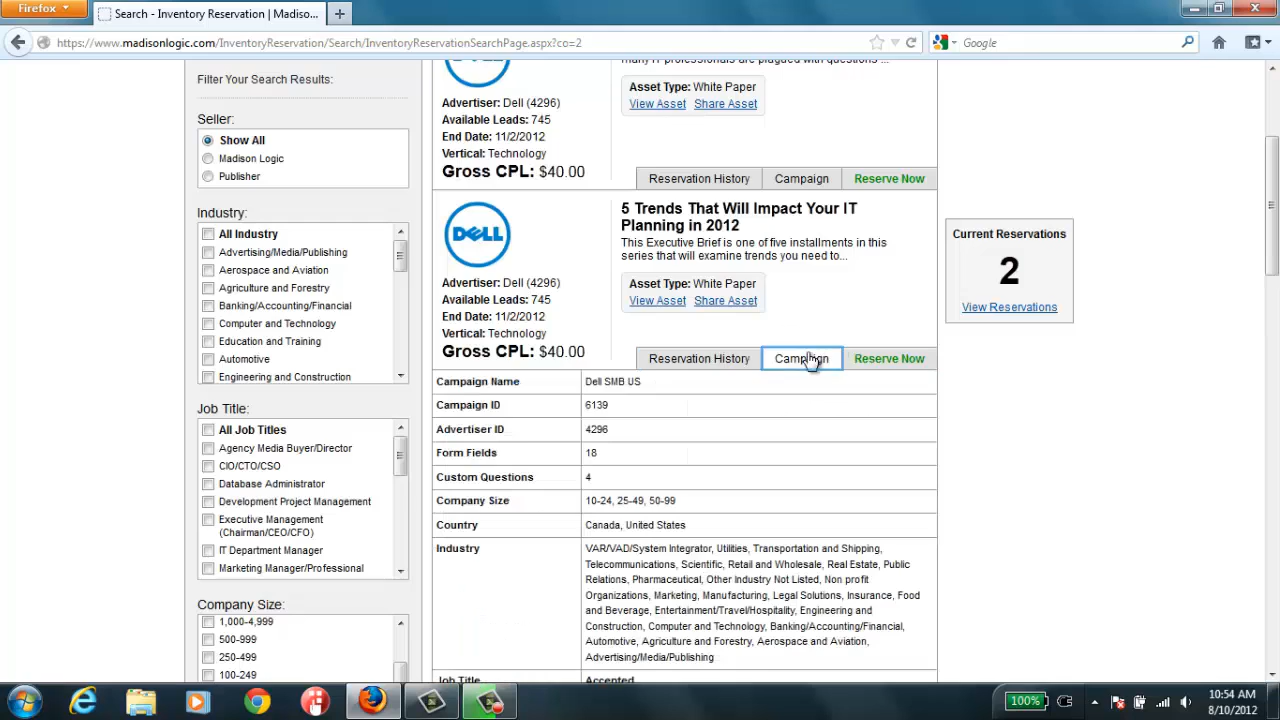 Firefox
Search - Inventory Reservation | Madiso...
https://www.madisonlogic.com/InventoryReservation/Search/InventoryReservationSearchPage.aspx?co=2
Google
Filter Your Search Results:
Seller:
Show All
Madison Logic
Publisher
Industry:
All Industry
Advertising/Media/Publishing
Aerospace and Aviation
Agriculture and Forestry
Banking/Accounting/Financial
Computer and Technology
Education and Training
Automotive
Engineering and Construction
Job Title:
All Job Titles
Agency Media Buyer/Director
CIO/CTO/CSO
Database Administrator
Development Project Management
Executive Management
(Chairman/CEO/CFO)
IT Department Manager
Marketing Manager/Professional
Company Size:
1,000-4,999
500-999
250-499
100-249
DELL
many IT professionals are plagued with questions ...
Asset Type: White Paper
View Asset Share Asset
Advertiser: Dell (4296)
Available Leads: 745
End Date: 11/2/2012
Vertical: Technology
Gross CPL: $40.00
Reservation History
Campaign
Reserve Now
DELL
5 Trends That Will Impact Your IT
Planning in 2012
This Executive Brief is one of five installments in this
series that will examine trends you need to...
Asset Type: White Paper
View Asset Share Asset
Advertiser: Dell (4296)
Available Leads: 745
End Date: 11/2/2012
Vertical: Technology
Gross CPL: $40.00
Reservation History
Campaign
Reserve Now
Campaign Name Dell SMB US
Campaign ID 6139
Advertiser ID 4296
Form Fields 18
Custom Questions 4
Company Size 10-24, 25-49, 50-99
Country Canada, United States
Industry VAR/VAD/System Integrator, Utilities, Transportation and Shipping,
Telecommunications, Scientific, Retail and Wholesale, Real Estate, Public
Relations, Pharmaceutical, Other Industry Not Listed, Non profit
Organizations, Marketing, Manufacturing, Legal Solutions, Insurance, Food
and Beverage, Entertainment/Travel/Hospitality, Engineering and
Construction, Computer and Technology, Banking/Accounting/Financial,
Automotive, Agriculture and Forestry, Aerospace and Aviation,
Advertising/Media/Publishing
Job Title Accepted
Current Reservations
2
View Reservations
100%
10:54 AM
8/10/2012